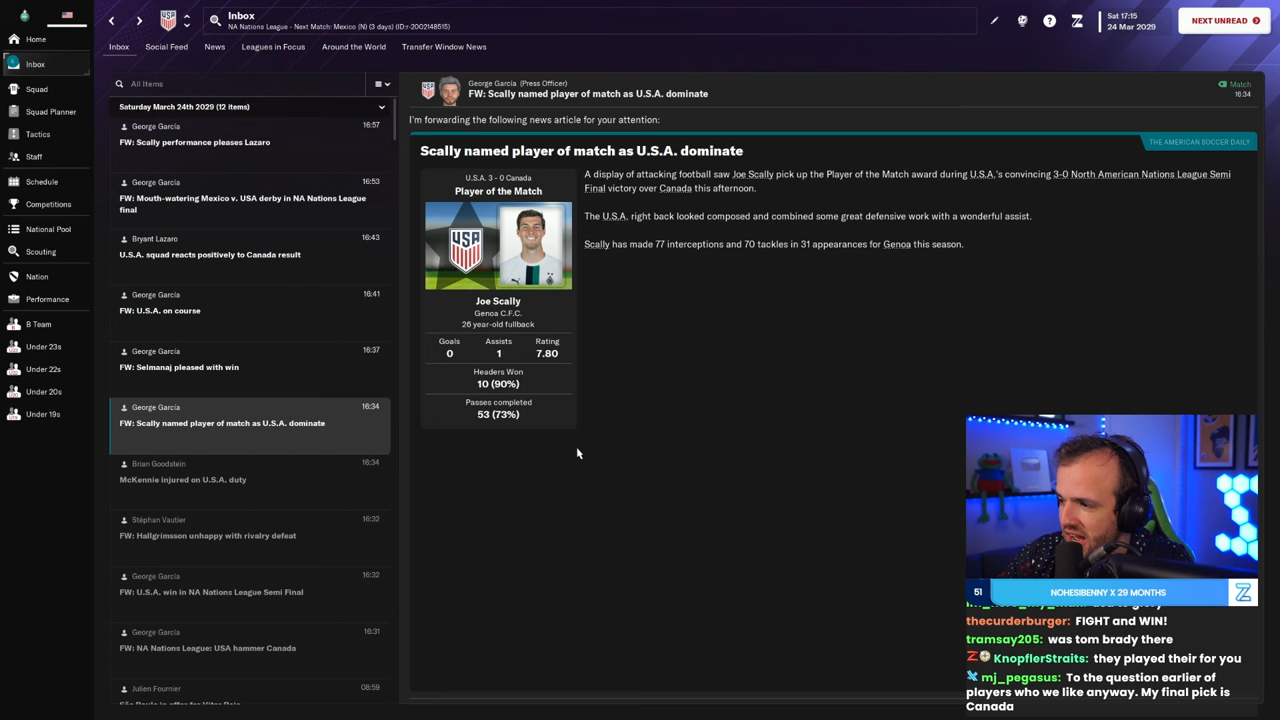 Inbox
NA Nations League - Next Match: Mexico (N) (3 days) (ID:r-2002148515)
Sat 17:15
24 Mar 2029
NEXT UNREAD
Home
Inbox
Squad
Squad Planner
Tactics
Staff
Schedule
Competitions
National Pool
Scouting
Nation
Performance
B Team
Under 23s
Under 22s
Under 20s
Under 19s
Inbox
Social Feed
News
Leagues in Focus
Around the World
Transfer Window News
All Items
Saturday March 24th 2029 (12 items)
George García 16:57
FW: Scally performance pleases Lazaro
George García 16:53
FW: Mouth-watering Mexico v. USA derby in NA Nations League
final
Bryant Lazaro 16:43
U.S.A. squad reacts positively to Canada result
George García 16:41
FW: U.S.A. on course
George García 16:37
FW: Selmanaj pleased with win
George García 16:34
FW: Scally named player of match as U.S.A. dominate
Brian Goodstein 16:34
McKennie injured on U.S.A. duty
Stéphan Vautier 16:32
FW: Hallgrímsson unhappy with rivalry defeat
George García 16:32
FW: U.S.A. win in NA Nations League Semi Final
George García 16:31
FW: NA Nations League: USA hammer Canada
Julien Fournier 08:59
George García (Press Officer)
FW: Scally named player of match as U.S.A. dominate
Match
16:34
I'm forwarding the following news article for your attention:
THE AMERICAN SOCCER DAILY
Scally named player of match as U.S.A. dominate
U.S.A. 3 - 0 Canada
Player of the Match
Joe Scally
Genoa C.F.C.
26 year-old fullback
Goals Assists Rating
0 1 7.80
Headers Won
10 (90%)
Passes completed
53 (73%)
A display of attacking football saw Joe Scally pick up the Player of the Match award during U.S.A.'s convincing 3-0 North American Nations League Semi
Final victory over Canada this afternoon.
The U.S.A. right back looked composed and combined some great defensive work with a wonderful assist.
Scally has made 77 interceptions and 70 tackles in 31 appearances for Genoa this season.
51 NOHESIBENNY X 29 MONTHS
thecurderburger: FIGHT and WIN!
tramsay205: was tom brady there
KnopflerStraits: they played their for you
mj_pegasus: To the question earlier of
players who we like anyway. My final pick is
Canada